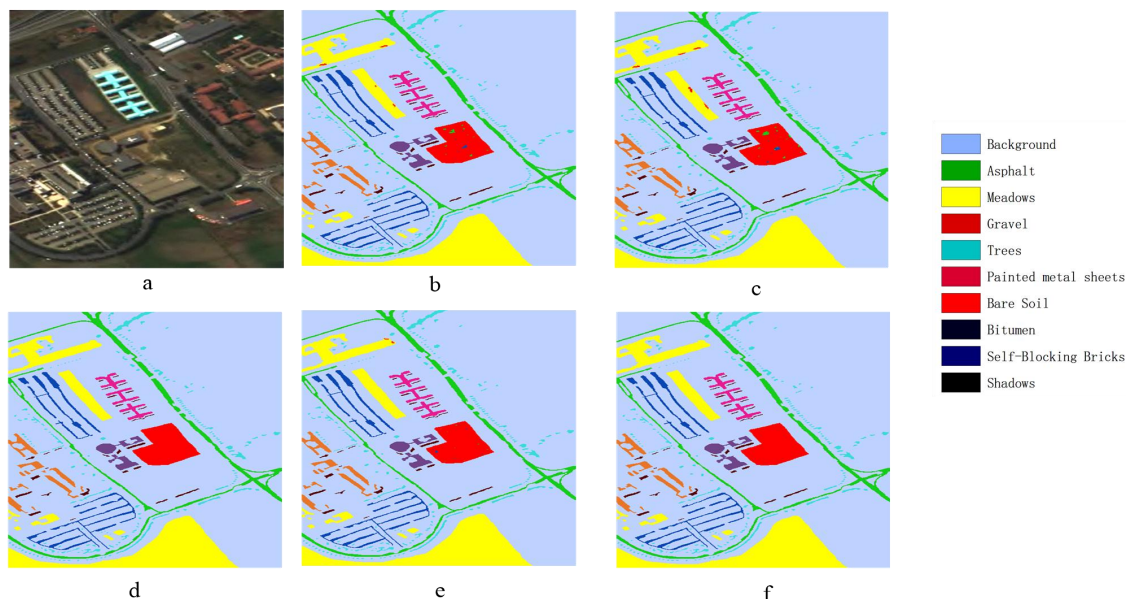 a
b
c
d
e
f
Background
Asphalt
Meadows
Gravel
Trees
Painted metal sheets
Bare Soil
Bitumen
Self-Blocking Bricks
Shadows